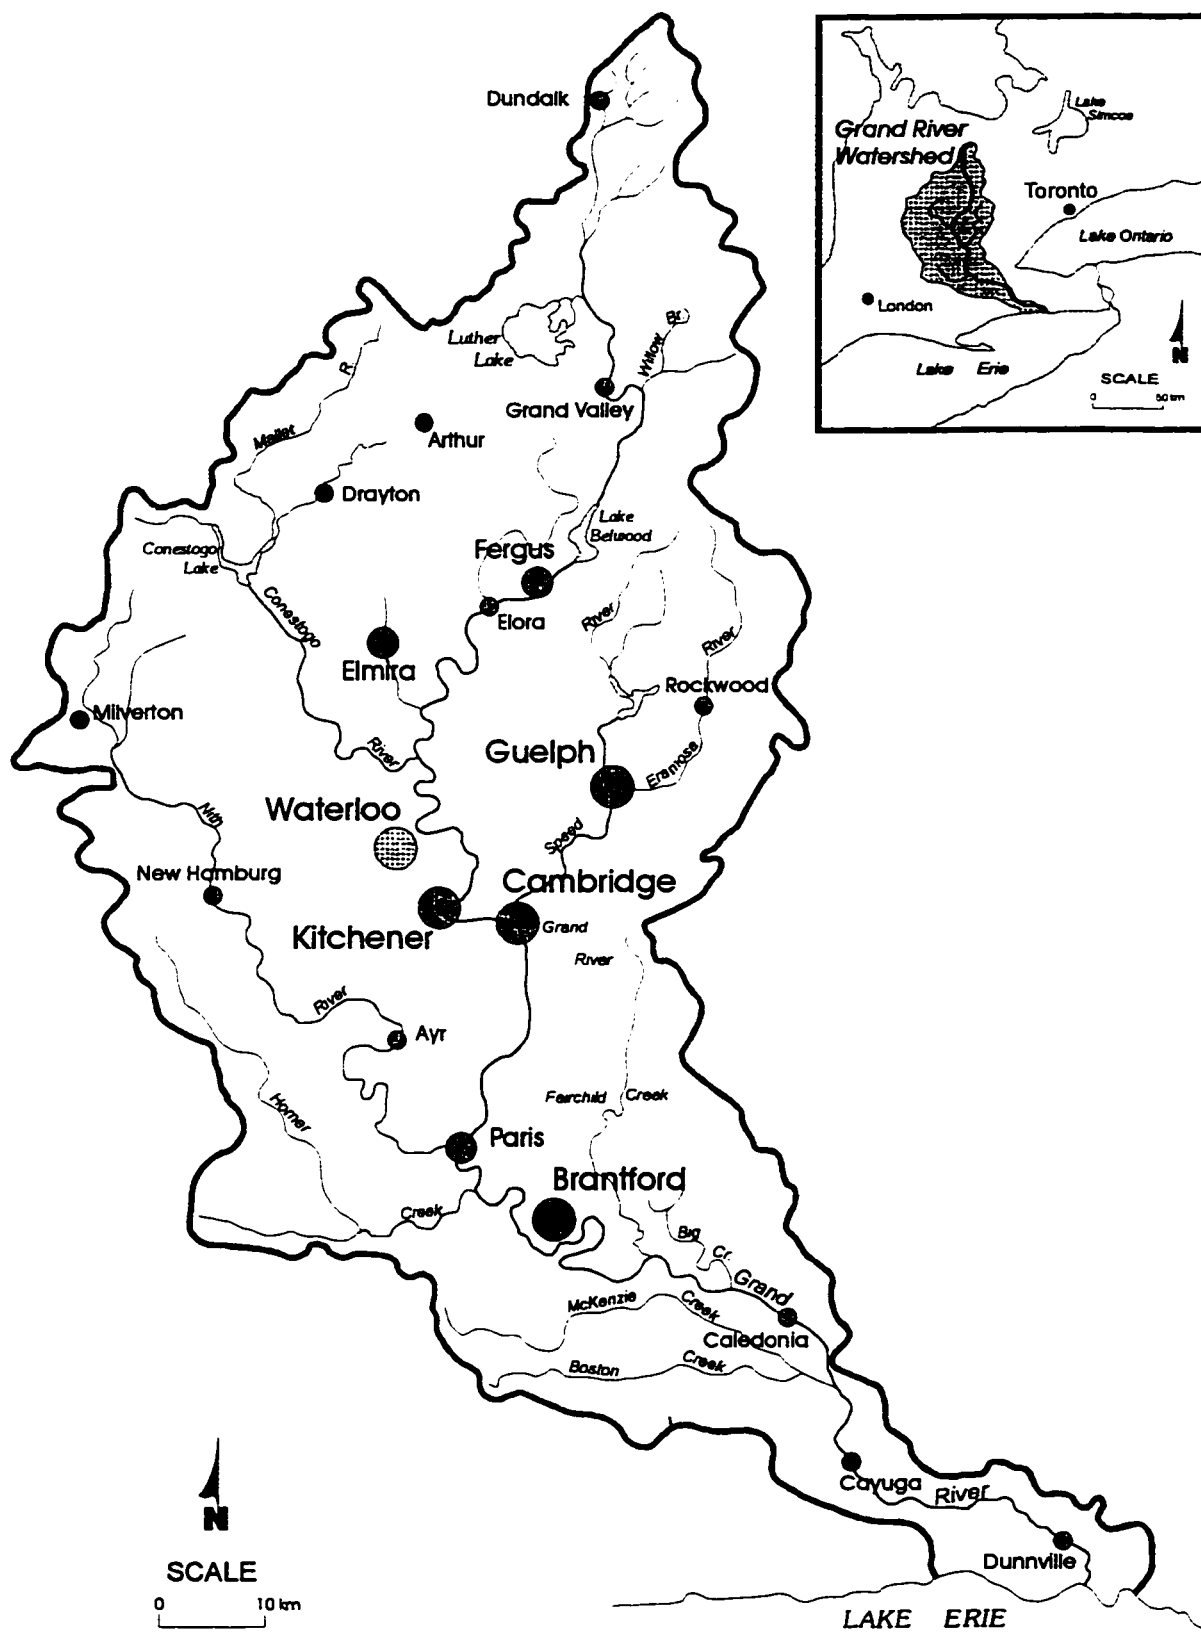 Dundalk
Grand River
Watershed
Lake
Simcoe
Toronto
Lake Ontario
London
Lake Erie
N
SCALE
0 50 km
Luther
Lake
Willow Br.
Grand Valley
Mallet R.
Arthur
Drayton
Conestogo
Lake
Lake
Belwood
Fergus
Elora
Conestogo
River
Elmira
River
River
Rockwood
Milverton
Guelph
Eramosa
Waterloo
Nith
Speed
New Hamburg
Cambridge
Kitchener
Grand
River
River
Ayr
Horner
Fairchild Creek
Paris
Brantford
Creek
Big
Cr.
Grand
McKenzie
Creek
Caledonia
Boston
Creek
Cayuga
River
Dunnville
N
SCALE
0 10 km
LAKE ERIE